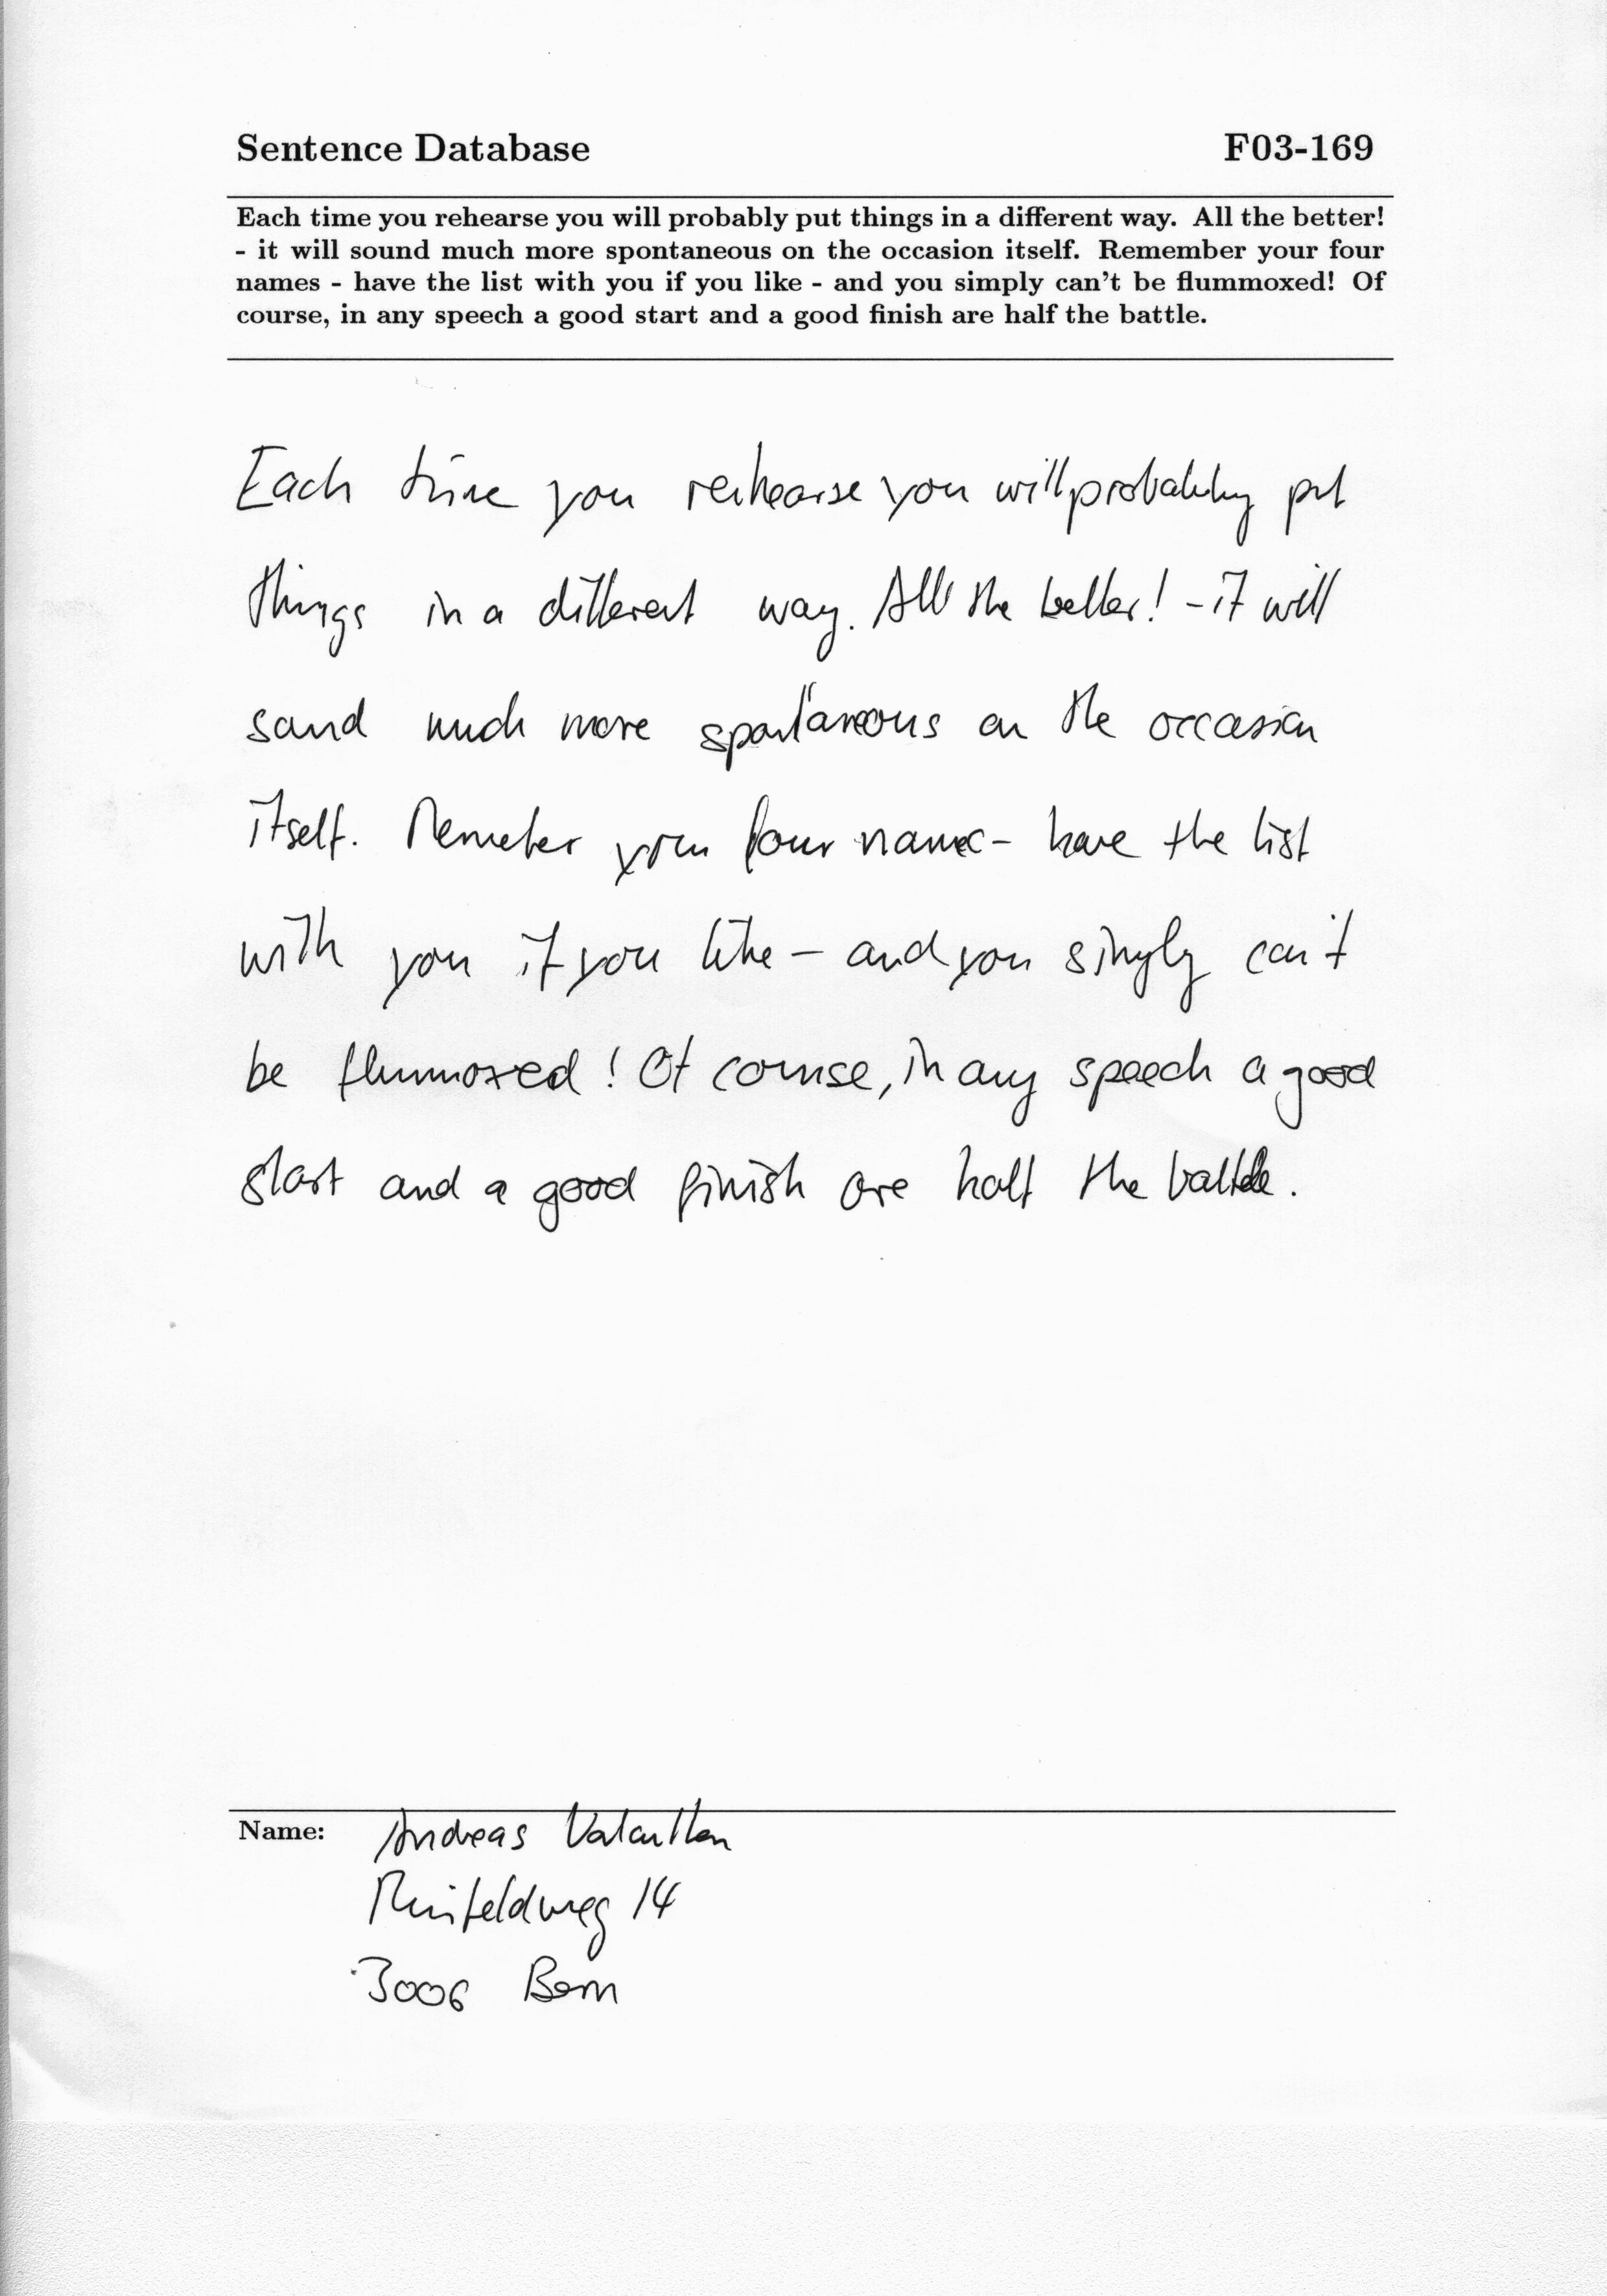 Sentence Database F03-169
Each time you rehearse you will probably put things in a different way. All the better!
- it will sound much more spontaneous on the occasion itself. Remember your four
names - have the list with you if you like - and you simply can't be flummoxed! Of
course, in any speech a good start and a good finish are half the battle.
Each time you rehearse you will probably put
things in a different way. All the better! - it will
sound much more spontaneous on the occasion
itself. Remember your four names - have the list
with you if you like - and you simply can't
be flummoxed! Of course, in any speech a good
start and a good finish are half the battle.
Name: Andreas
14
3006 Bern